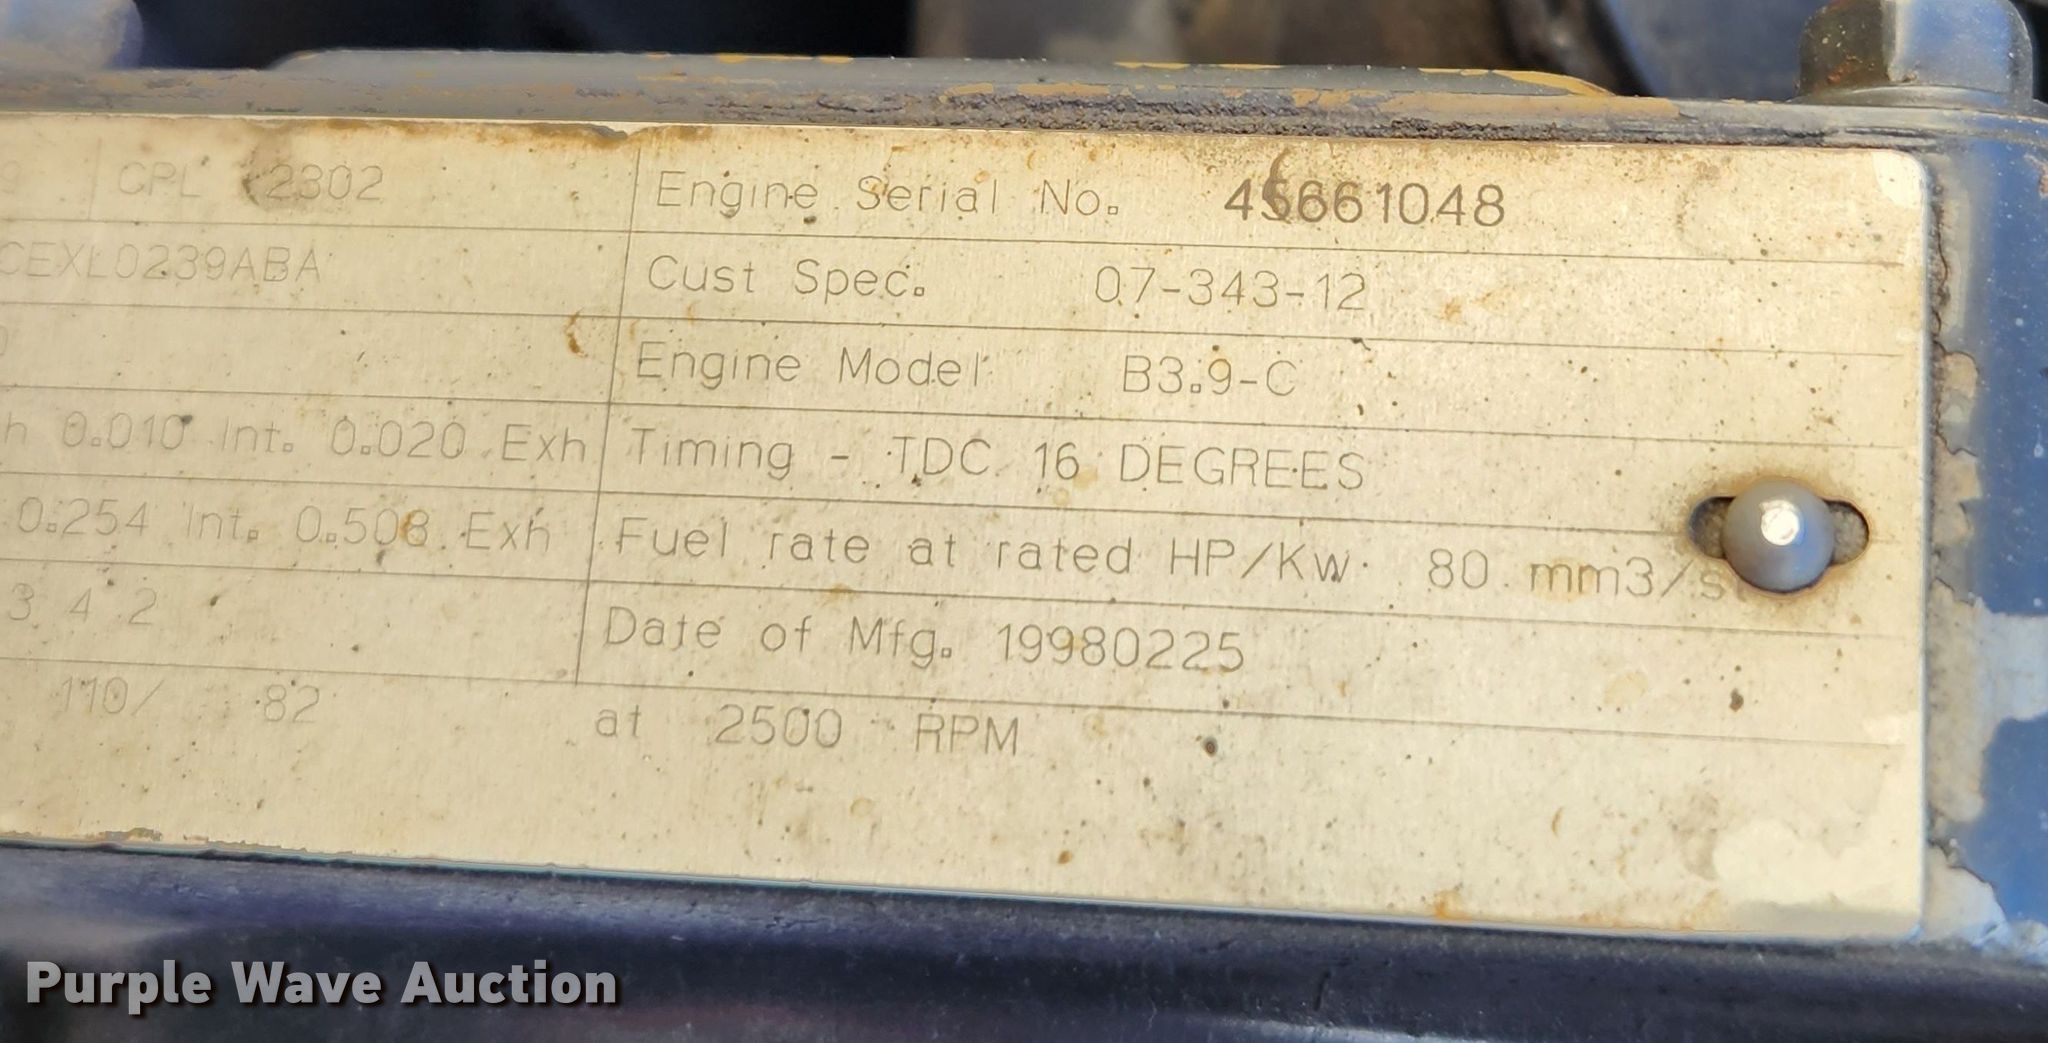 9 CPL 2302 Engine Serial No. 45661048
CEXL0239ABA Cust Spec. 07-343-12
Engine Model B3.9-C
h 0.010 Int. 0.020 Exh Timing - TDC 16 DEGREES
0.254 Int. 0.508 Exh Fuel rate at rated HP/Kw 80 mm3/s
3 4 2 Date of Mfg. 19980225
110/ 82 at 2500 RPM
Purple Wave Auction